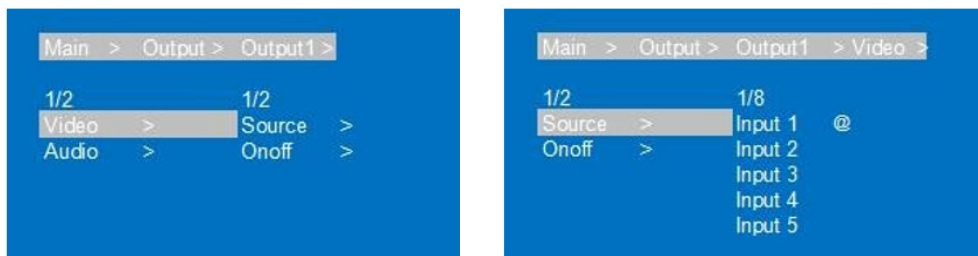 Main > Output > Output1 >
1/2 1/2
Video > Source >
Audio > Onoff >
Main > Output > Output1 > Video >
1/2 1/8
Source > Input 1 @
Onoff > Input 2
Input 3
Input 4
Input 5